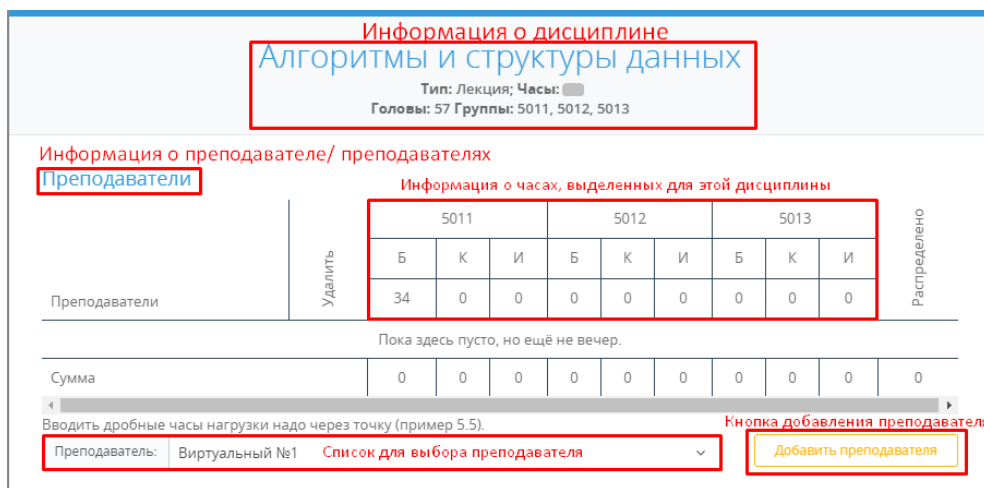 Информация о дисциплине
Алгоритмы и структуры данных
Тип: Лекция; Часы:
Головы: 57 Группы: 5011, 5012, 5013
Информация о преподавателе/ преподавателях
Преподаватели
Информация о часах, выделенных для этой дисциплины
5011 5012 5013
Преподаватели Удалить Б К И Б К И Б К И Распределено
34 0 0 0 0 0 0 0 0
Пока здесь пусто, но ещё не вечер.
Сумма 0 0 0 0 0 0 0 0 0 0
Вводить дробные часы нагрузки надо через точку (пример 5.5).
Кнопка добавления преподавателя
Преподаватель: Виртуальный №1 Список для выбора преподавателя
Добавить преподавателя